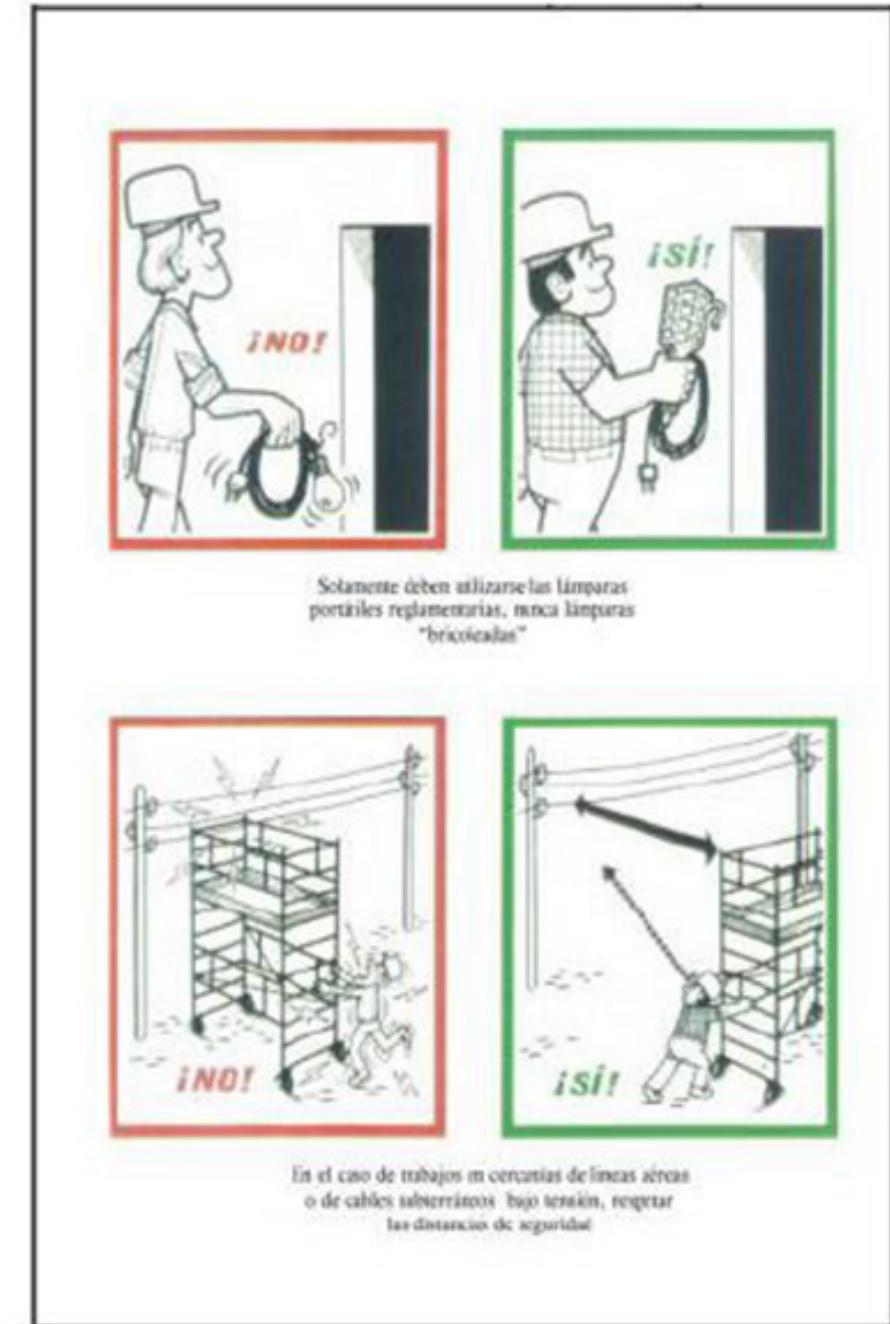 ¡NO!
¡SÍ!
Solamente deben utilizarse las lámparas
portátiles reglamentarias, nunca lámparas
"bricoleadas"
¡NO!
¡SÍ!
En el caso de trabajos en cercanías de lineas aéreas
o de cables subterráneos bajo tensión, respetar
las distancias de seguridad